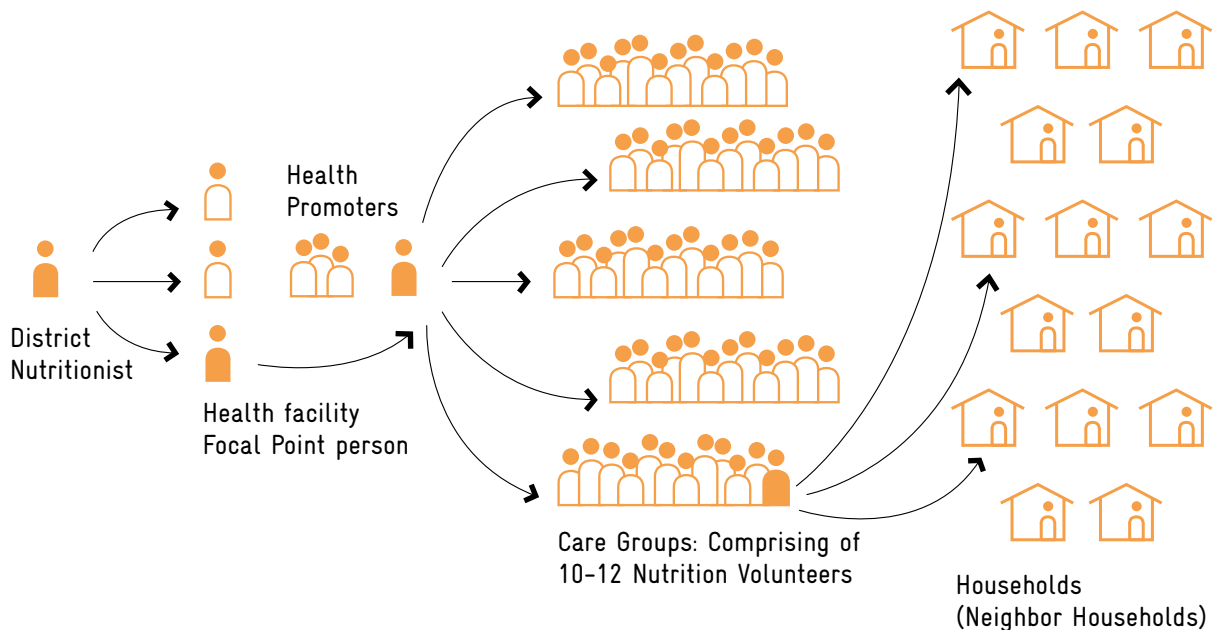 Health
Promoters
District
Nutritionist
Health facility
Focal Point person
Care Groups: Comprising of
10-12 Nutrition Volunteers
Households
(Neighbor Households)